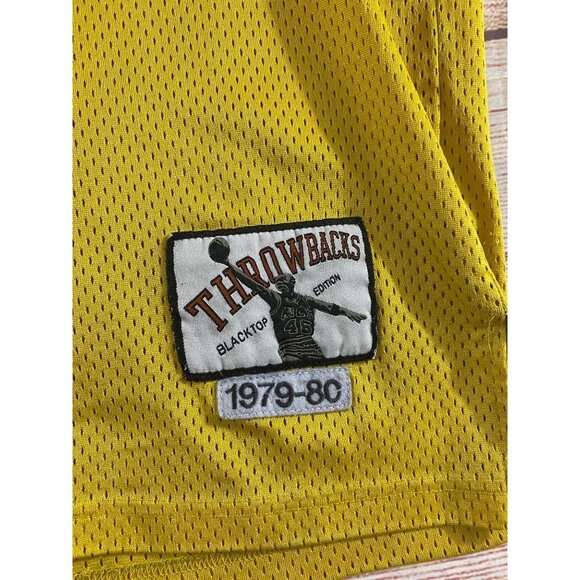 THROWBACKS
BLACKTOP EDITION
46
1979-80